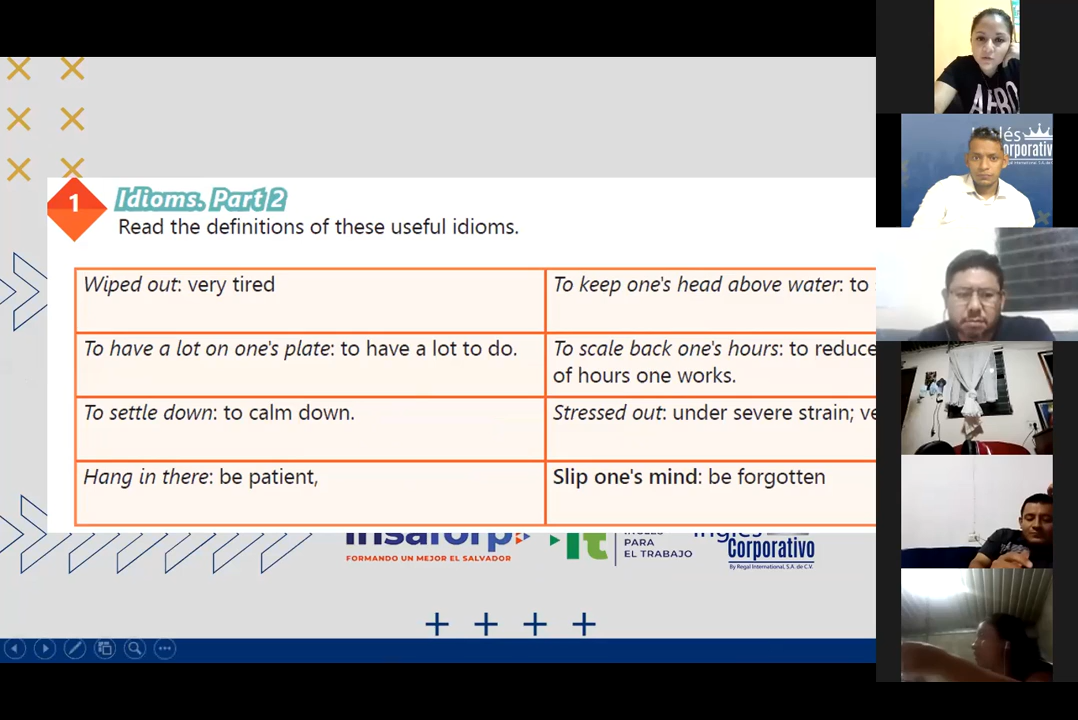 1
Idioms. Part 2
Read the definitions of these useful idioms.
Wiped out: very tired
To keep one's head above water: to
To have a lot on one's plate: to have a lot to do.
To scale back one's hours: to reduce
of hours one works.
To settle down: to calm down.
Stressed out: under severe strain;
Hang in there: be patient,
Slip one's mind: be forgotten
insaforp
FORMANDO UN MEJOR EL SALVADOR
it
INGLÉS
PARA
EL TRABAJO
Inglés
Corporativo
By Regal International, S.A. de C.V.